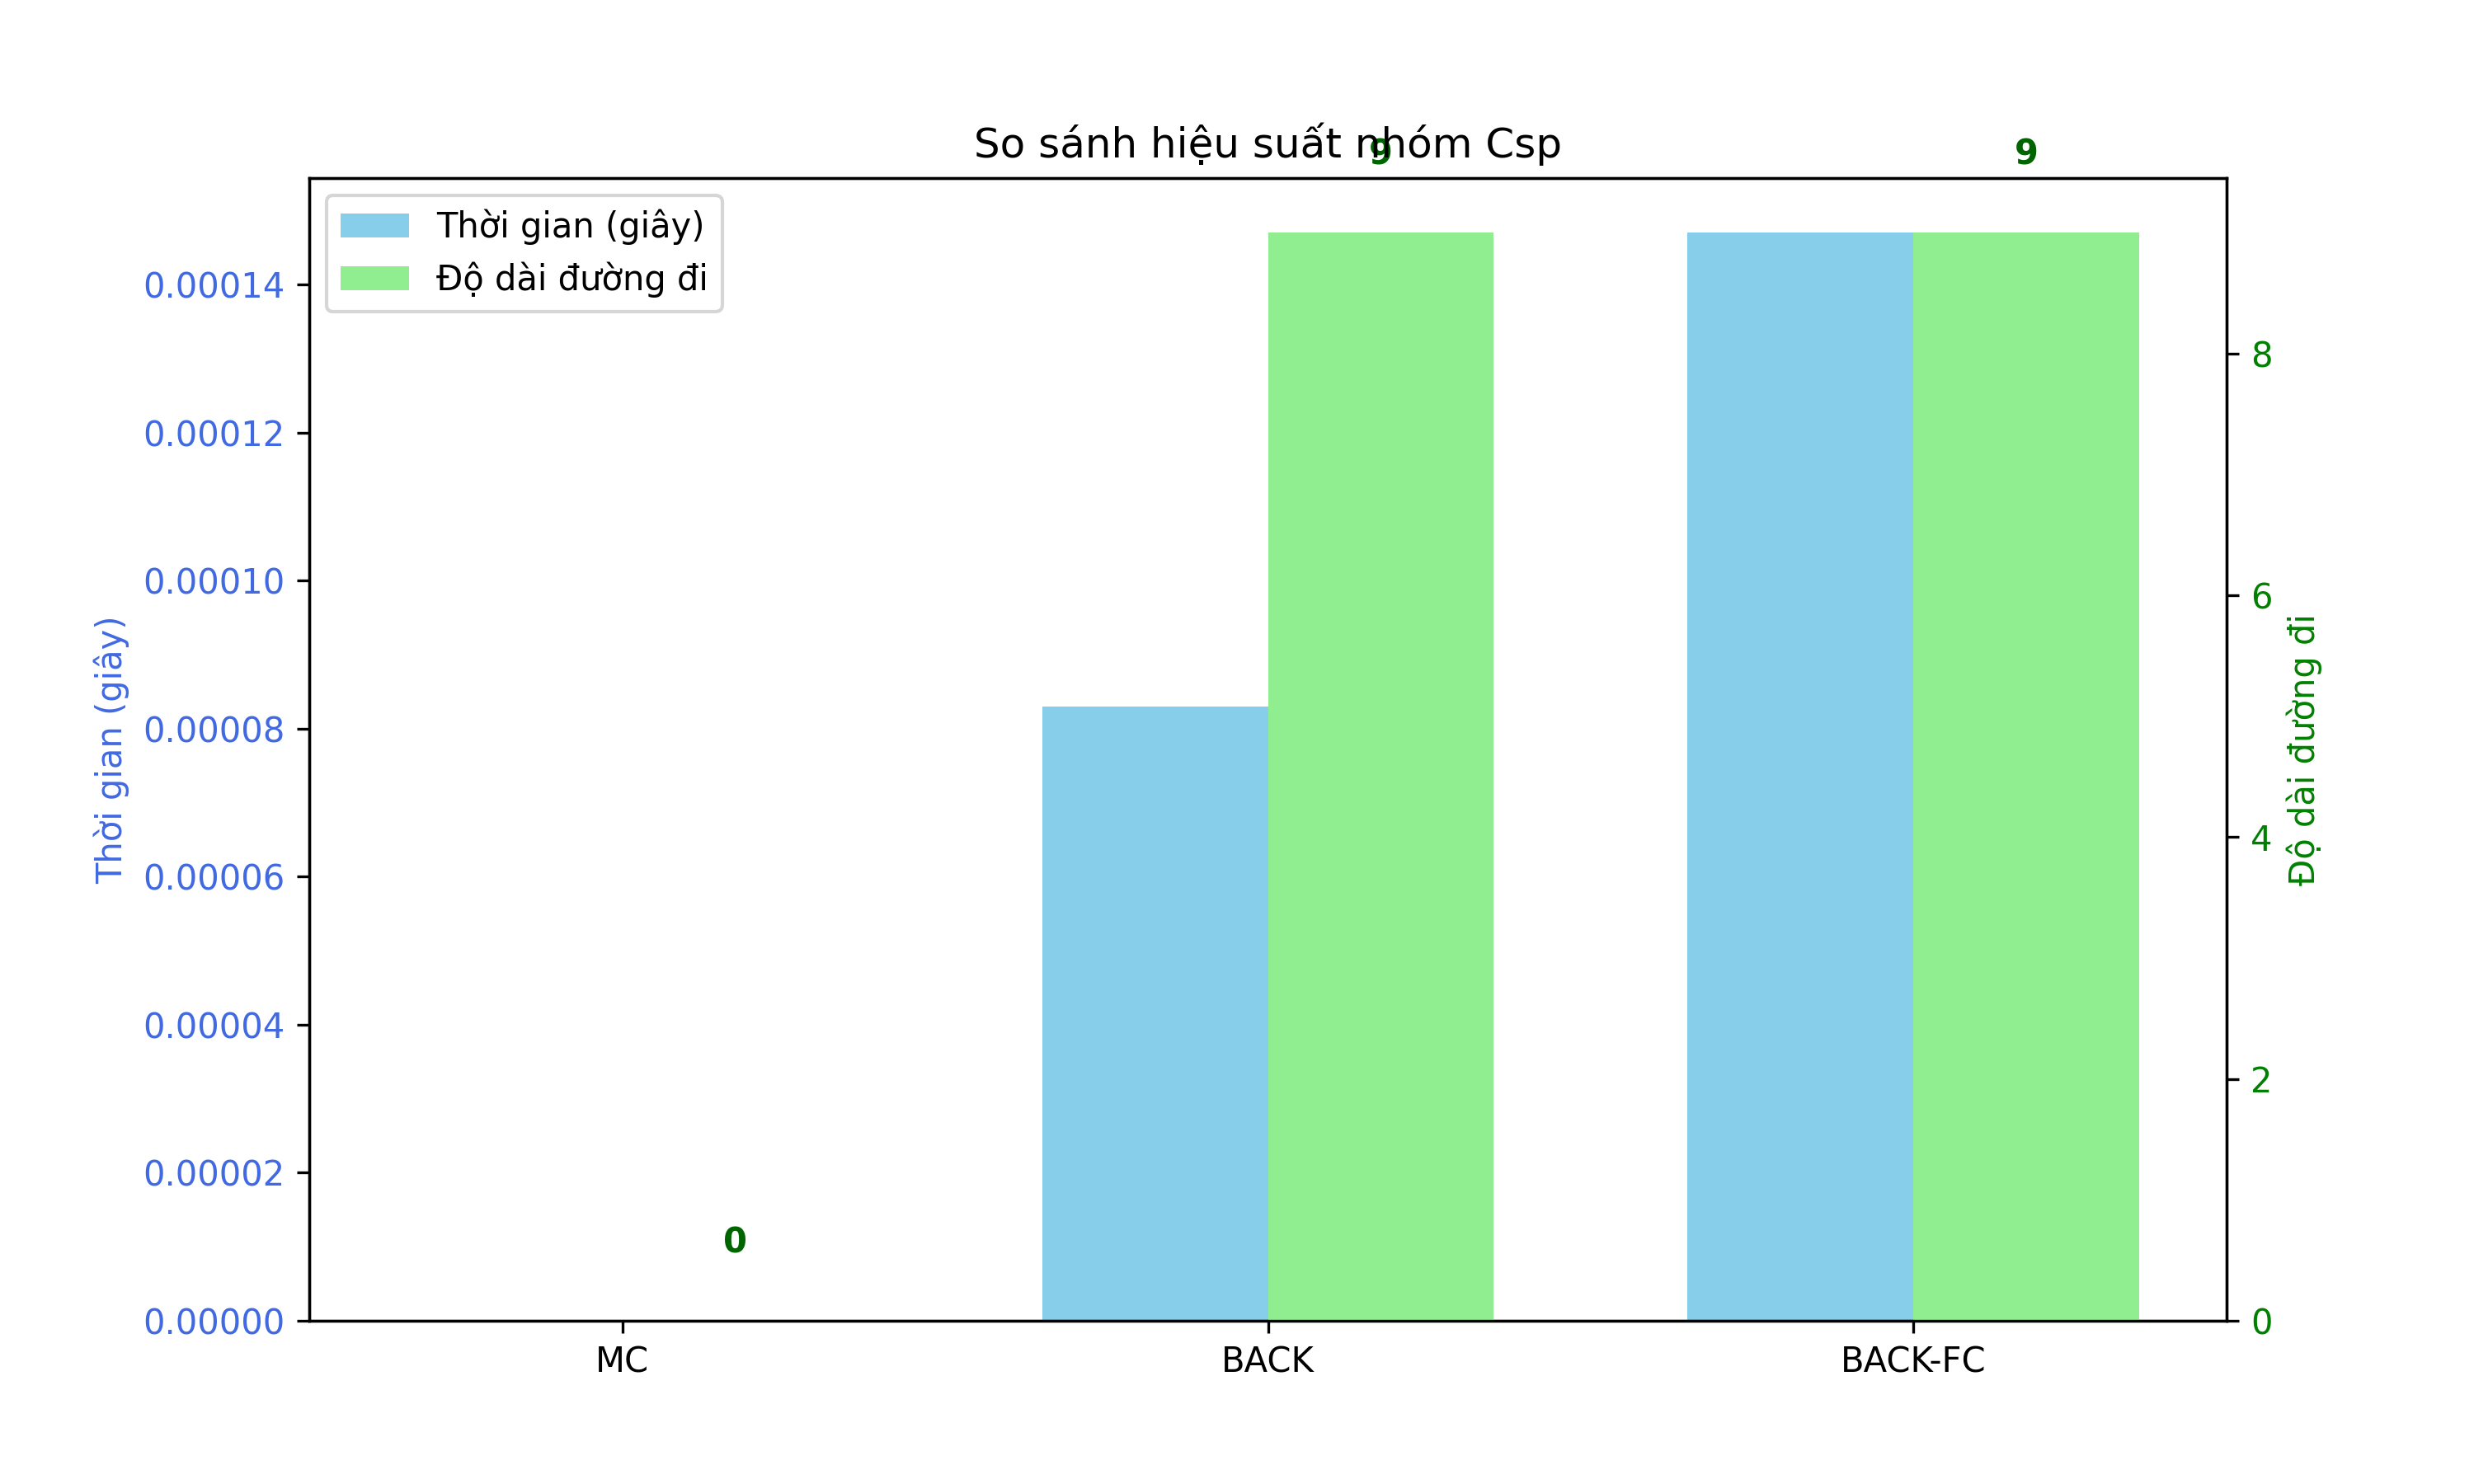 So sánh hiệu suất nhóm Csp
9
9
Thời gian (giây)
Độ dài đường đi
0.00014
0.00012
0.00010
0.00008
0.00006
0.00004
0.00002
0.00000
Thời gian (giây)
8
6
4
2
0
Độ dài đường đi
0
MC
BACK
BACK-FC